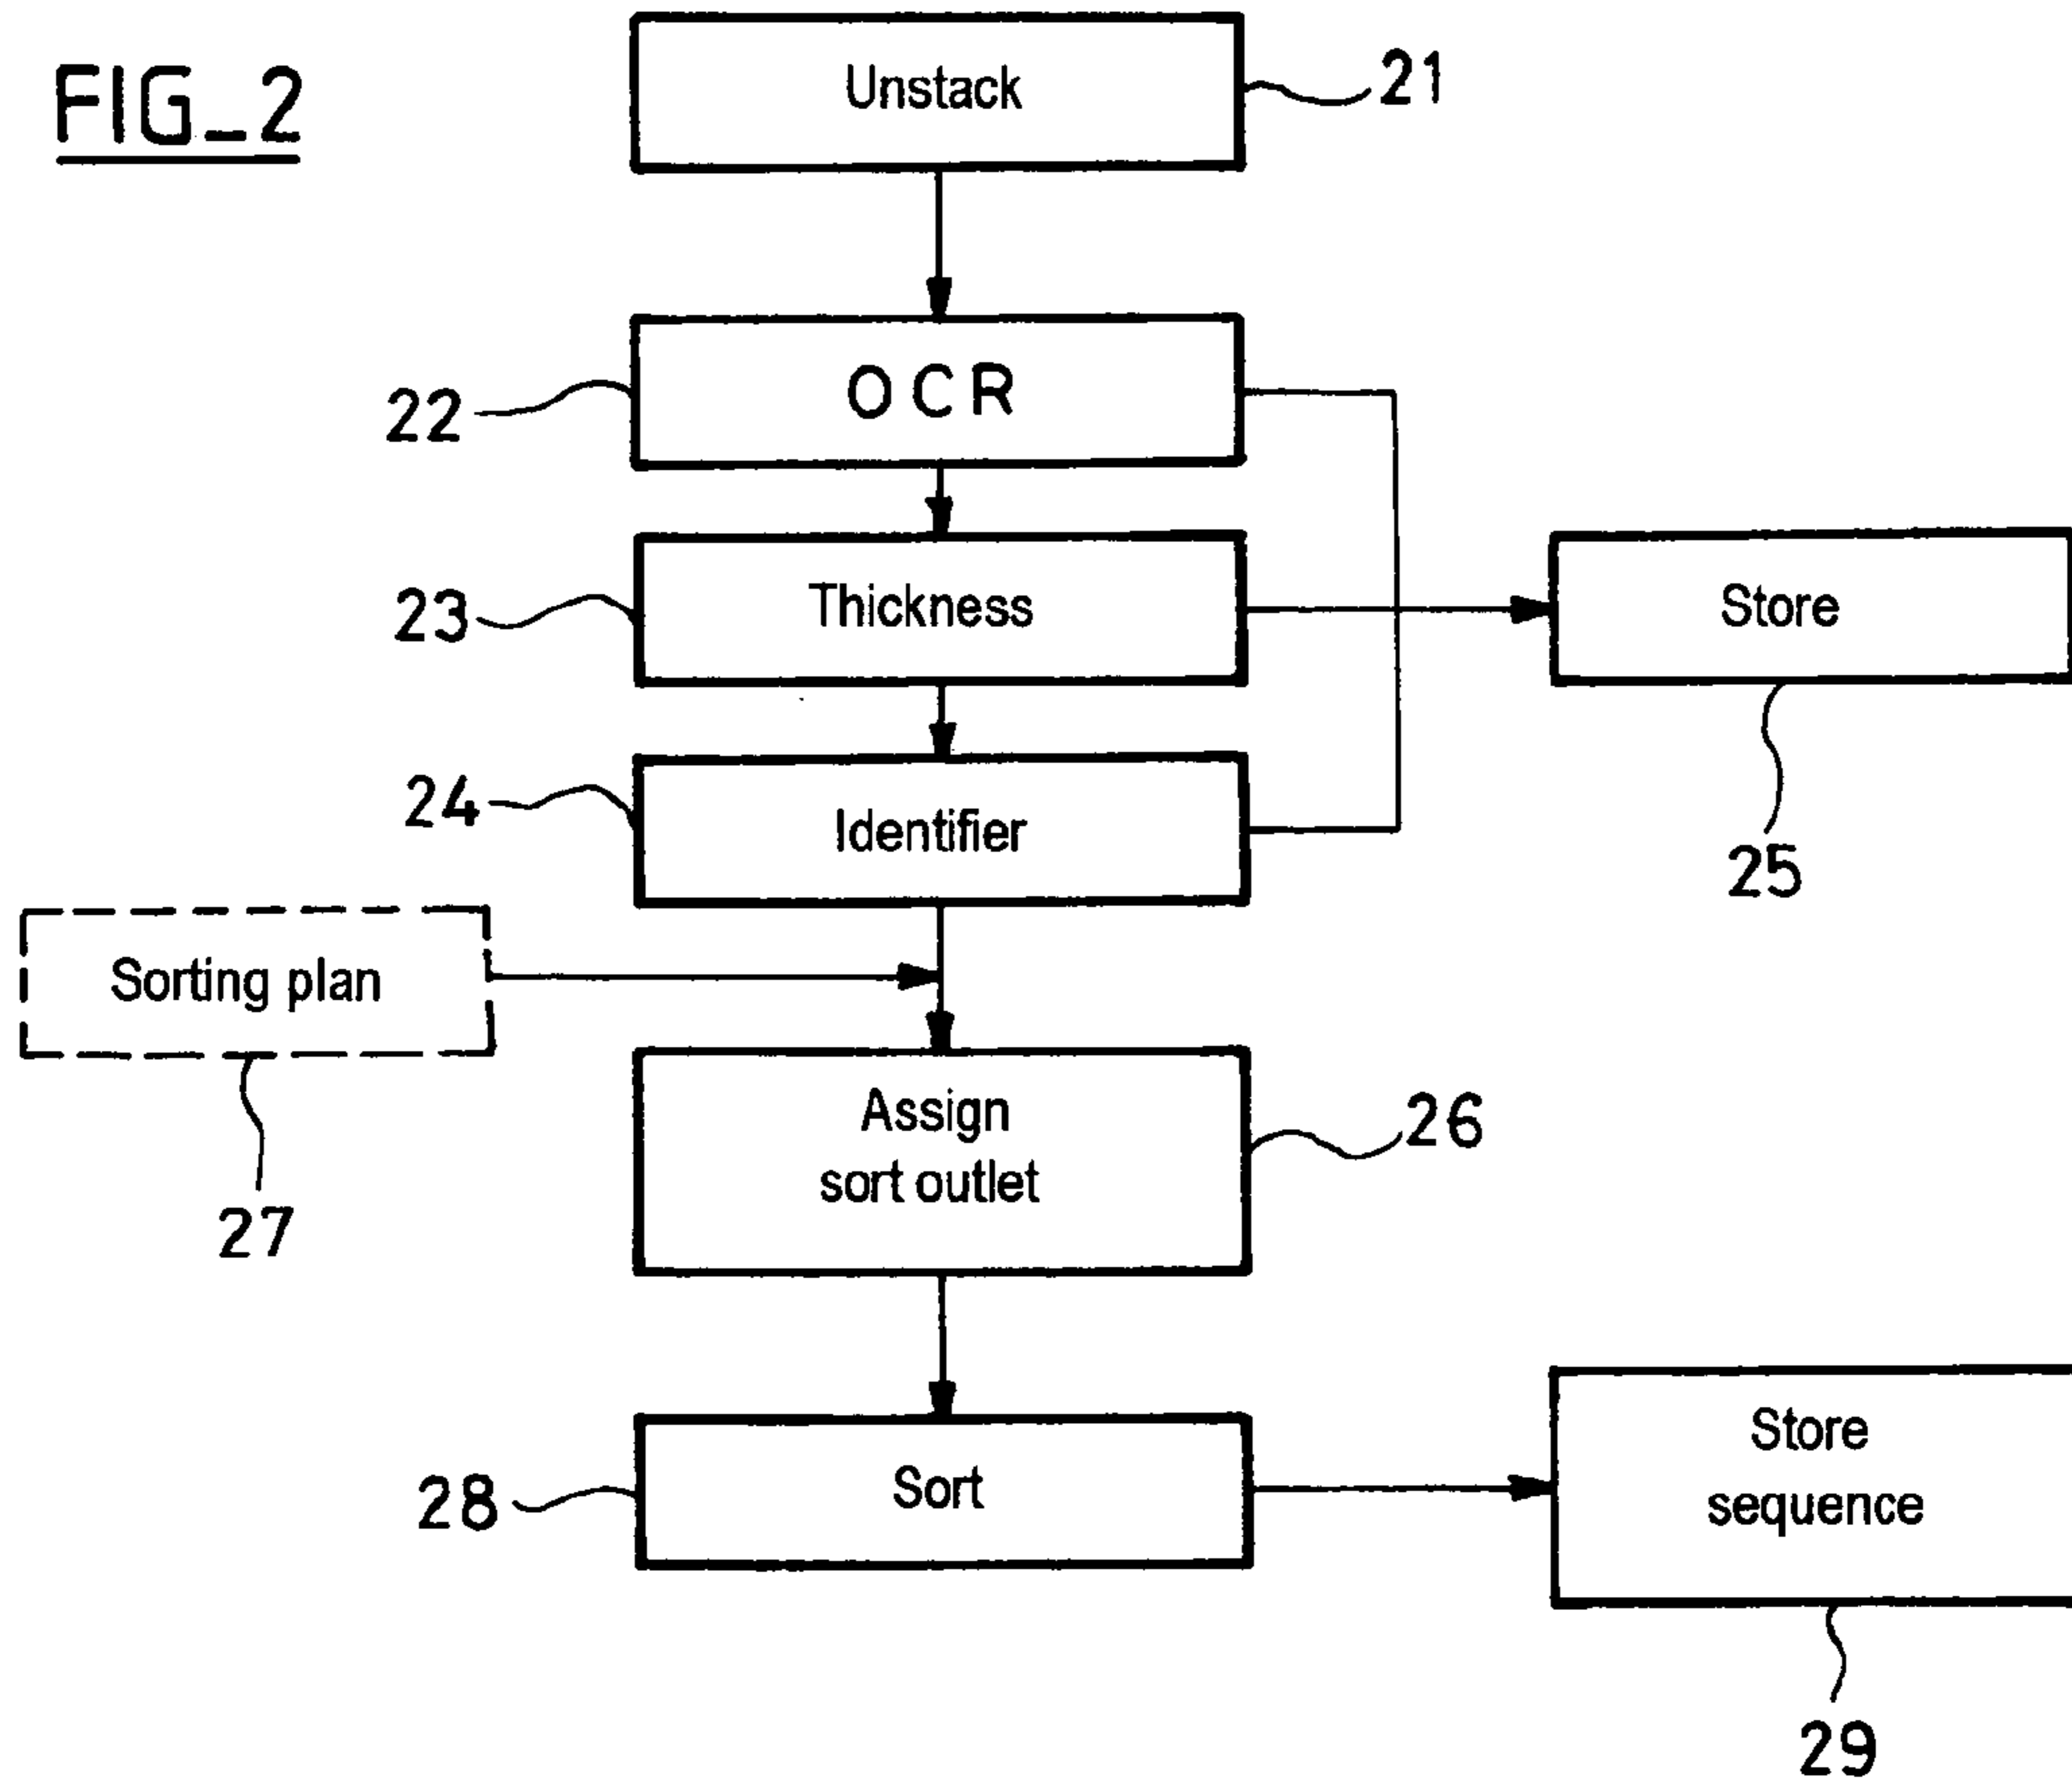 FIG_2
Unstack
21
OCR
22
Thickness
23
Store
25
Identifier
24
Sorting plan
27
Assign
sort outlet
26
Sort
28
Store
sequence
29